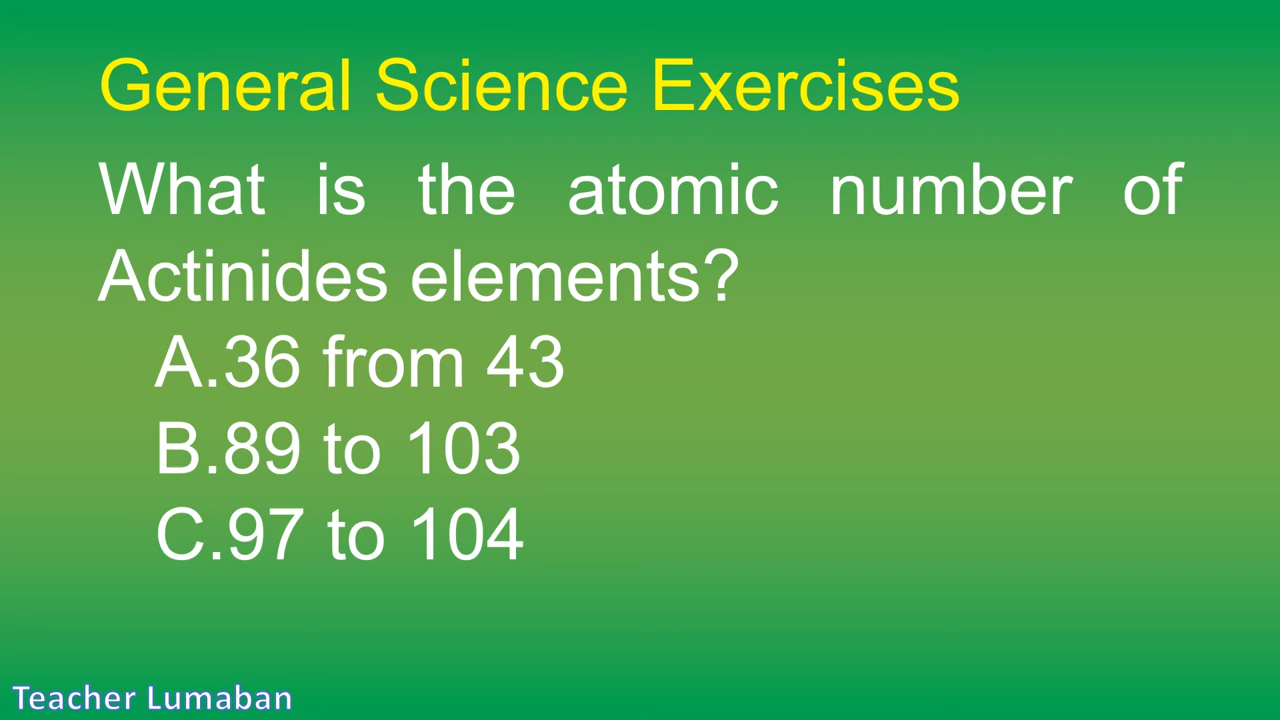 General Science Exercises
What is the atomic number of
Actinides elements?
A.36 from 43
B.89 to 103
C.97 to 104
Teacher Lumaban